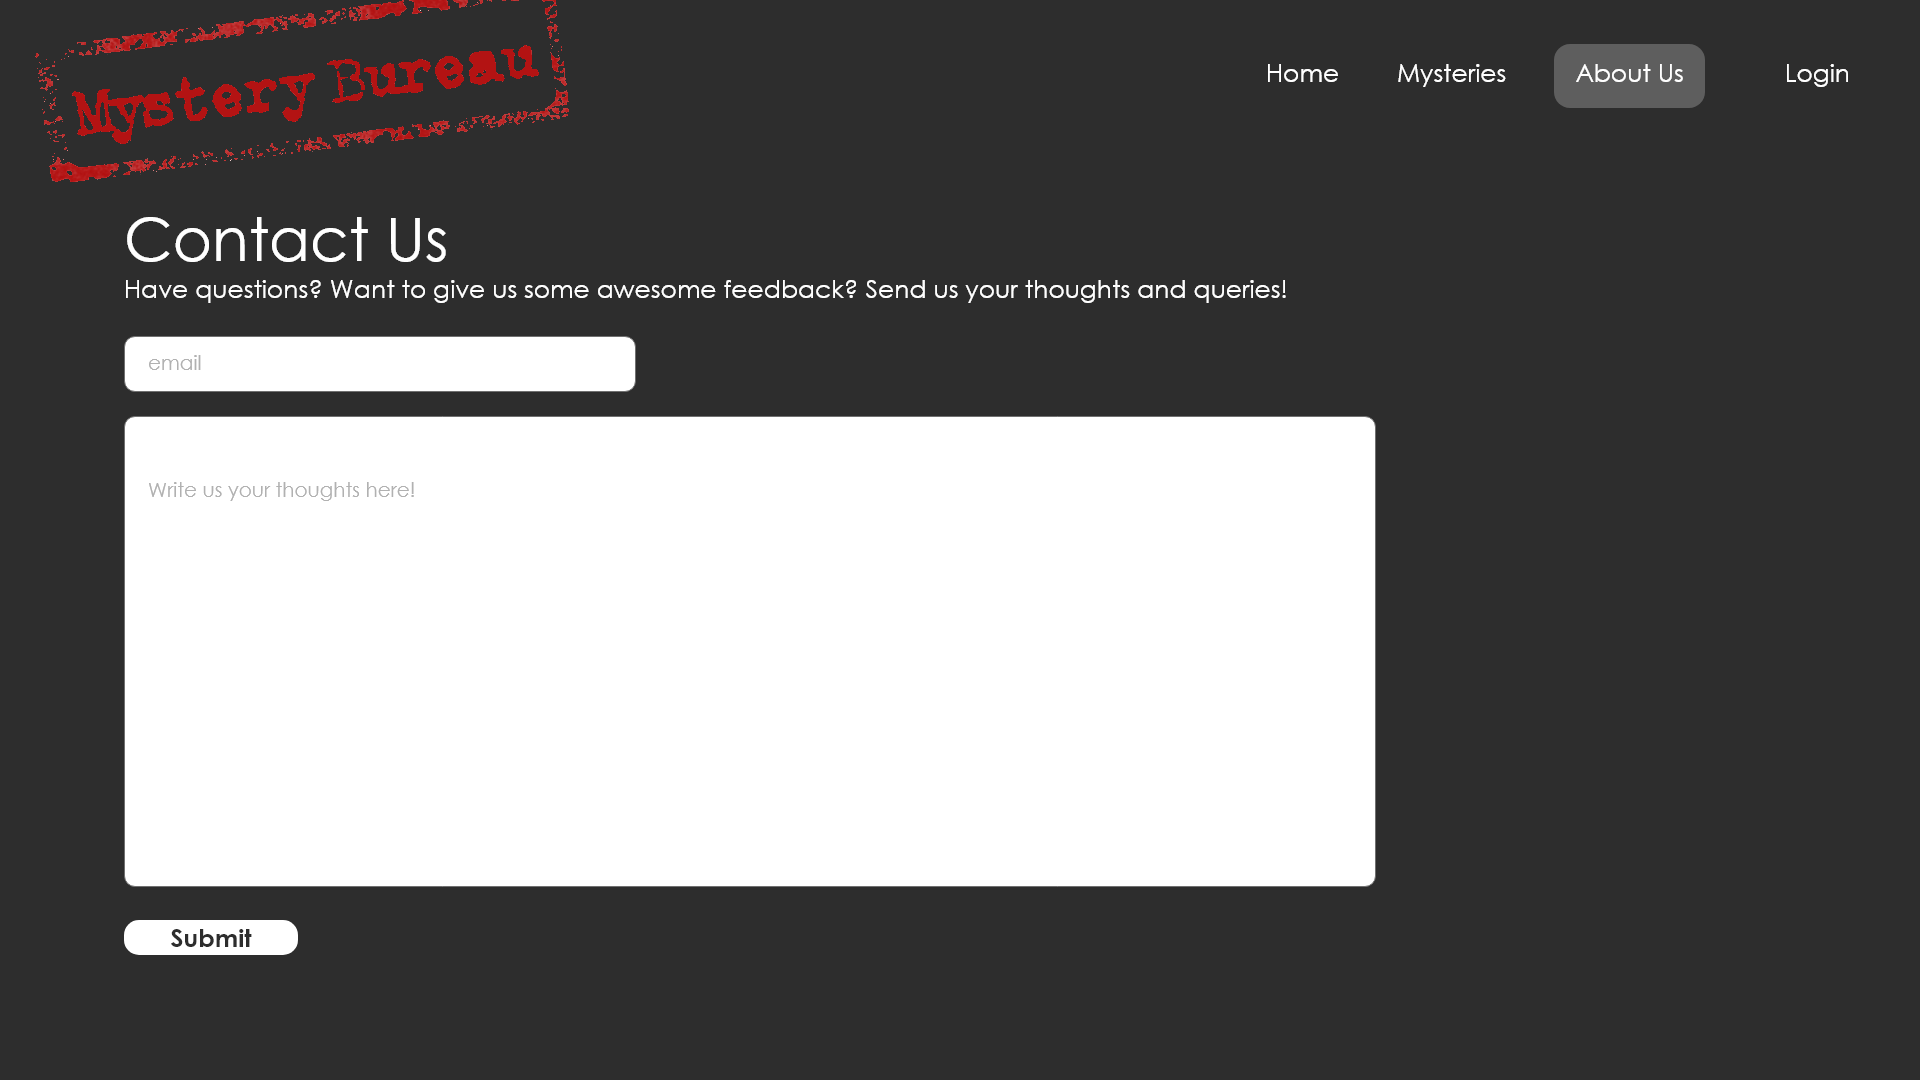 Mystery Bureau
Home
Mysteries
About Us
Login
Contact Us
Have questions? Want to give us some awesome feedback? Send us your thoughts and queries!
email
Write us your thoughts here!
Submit